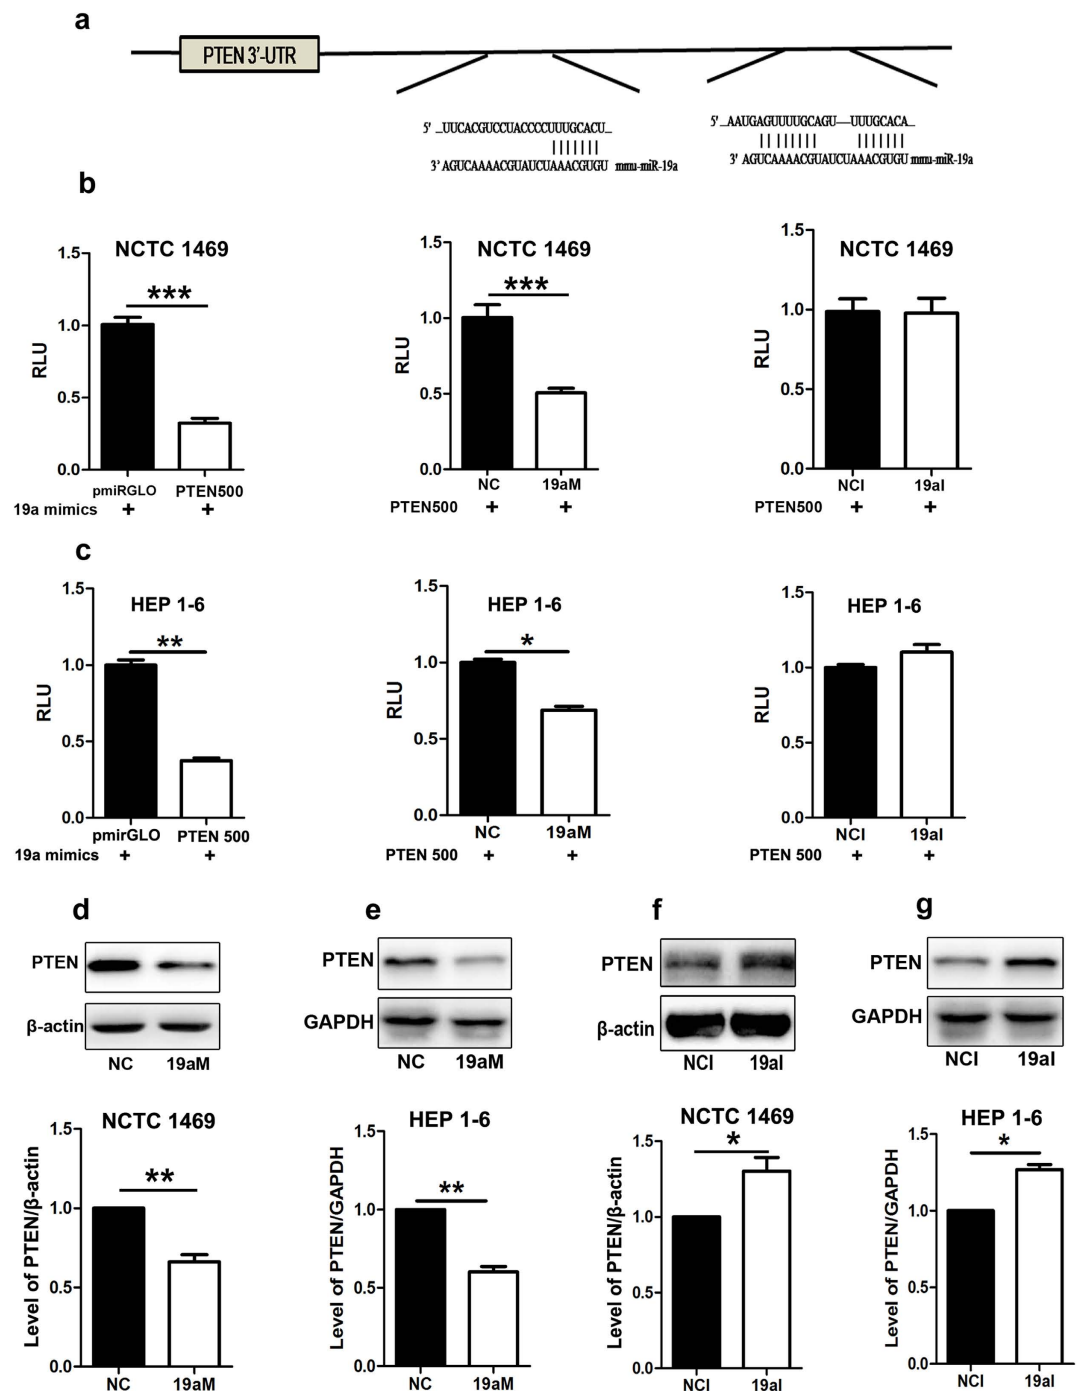 a
PTEN 3'-UTR
5' _UUCACGUCCUACCCCUUUGCACU_
3' AGUCAAAACGUAUCUAAACGUGU mmu-miR-19a
5'_AAUGAGUUUUGCAGU—UUUGCACA_
3' AGUCAAAACGUAUCUAAACGUGU mmu-miR-19a
b
NCTC 1469
***
RLU
1.5
1.0
0.5
0.0
pmiRGLO PTEN500
19a mimics + +
NCTC 1469
***
RLU
1.5
1.0
0.5
0.0
NC 19aM
PTEN500 + +
NCTC 1469
RLU
1.5
1.0
0.5
0.0
NCI 19aI
PTEN500 + +
c
HEP 1-6
**
RLU
1.5
1.0
0.5
0.0
pmirGLO PTEN 500
19a mimics + +
HEP 1-6
*
RLU
1.5
1.0
0.5
0.0
NC 19aM
PTEN 500 + +
HEP 1-6
RLU
1.5
1.0
0.5
0.0
NCI 19aI
PTEN 500 + +
d
PTEN
β-actin
NC 19aM
NCTC 1469
**
Level of PTEN/β-actin
1.5
1.0
0.5
0.0
NC 19aM
e
PTEN
GAPDH
NC 19aM
HEP 1-6
**
Level of PTEN/GAPDH
1.5
1.0
0.5
0.0
NC 19aM
f
PTEN
β-actin
NCI 19aI
NCTC 1469
*
Level of PTEN/β-actin
1.5
1.0
0.5
0.0
NCI 19aI
g
PTEN
GAPDH
NCI 19aI
HEP 1-6
*
Level of PTEN/GAPDH
1.5
1.0
0.5
0.0
NCI 19aI